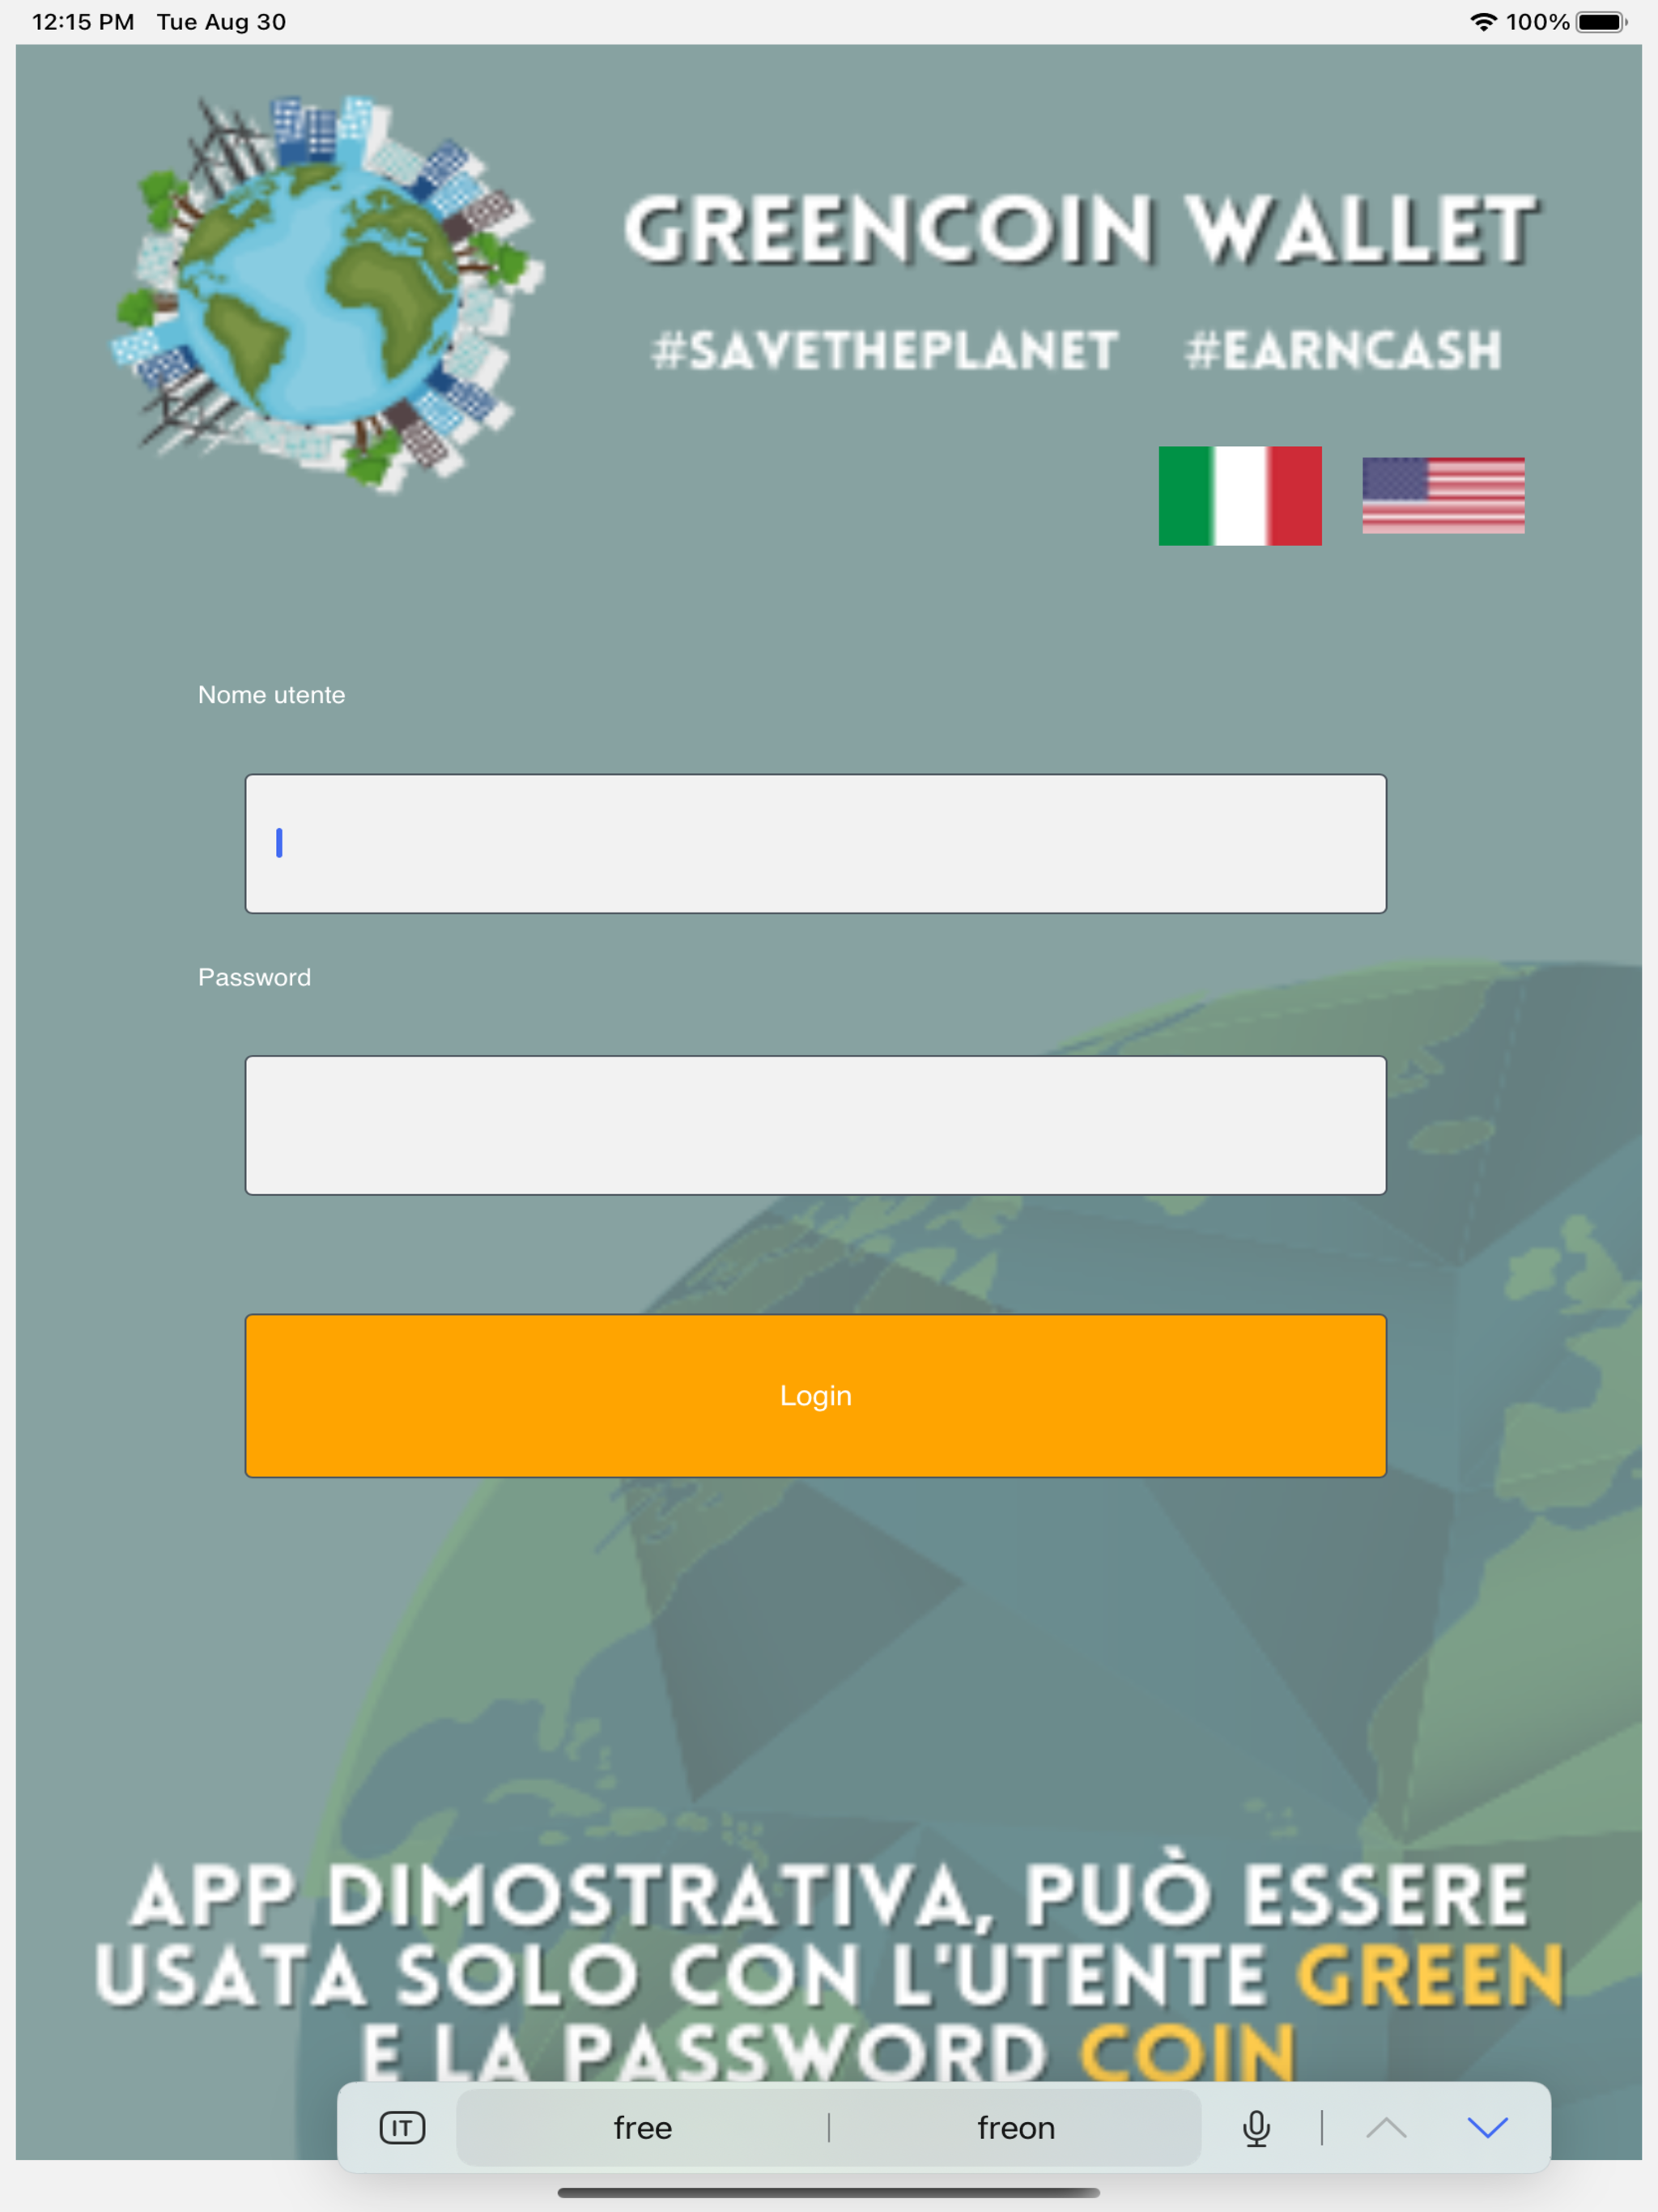 12:15 PM Tue Aug 30 100%
GREENCOIN WALLET
#SAVETHEPLANET #EARNCASH
Nome utente
Password
Login
APP DIMOSTRATIVA, PUÒ ESSERE
USATA SOLO CON L'UTENTE GREEN
E LA PASSWORD COIN
IT free freon